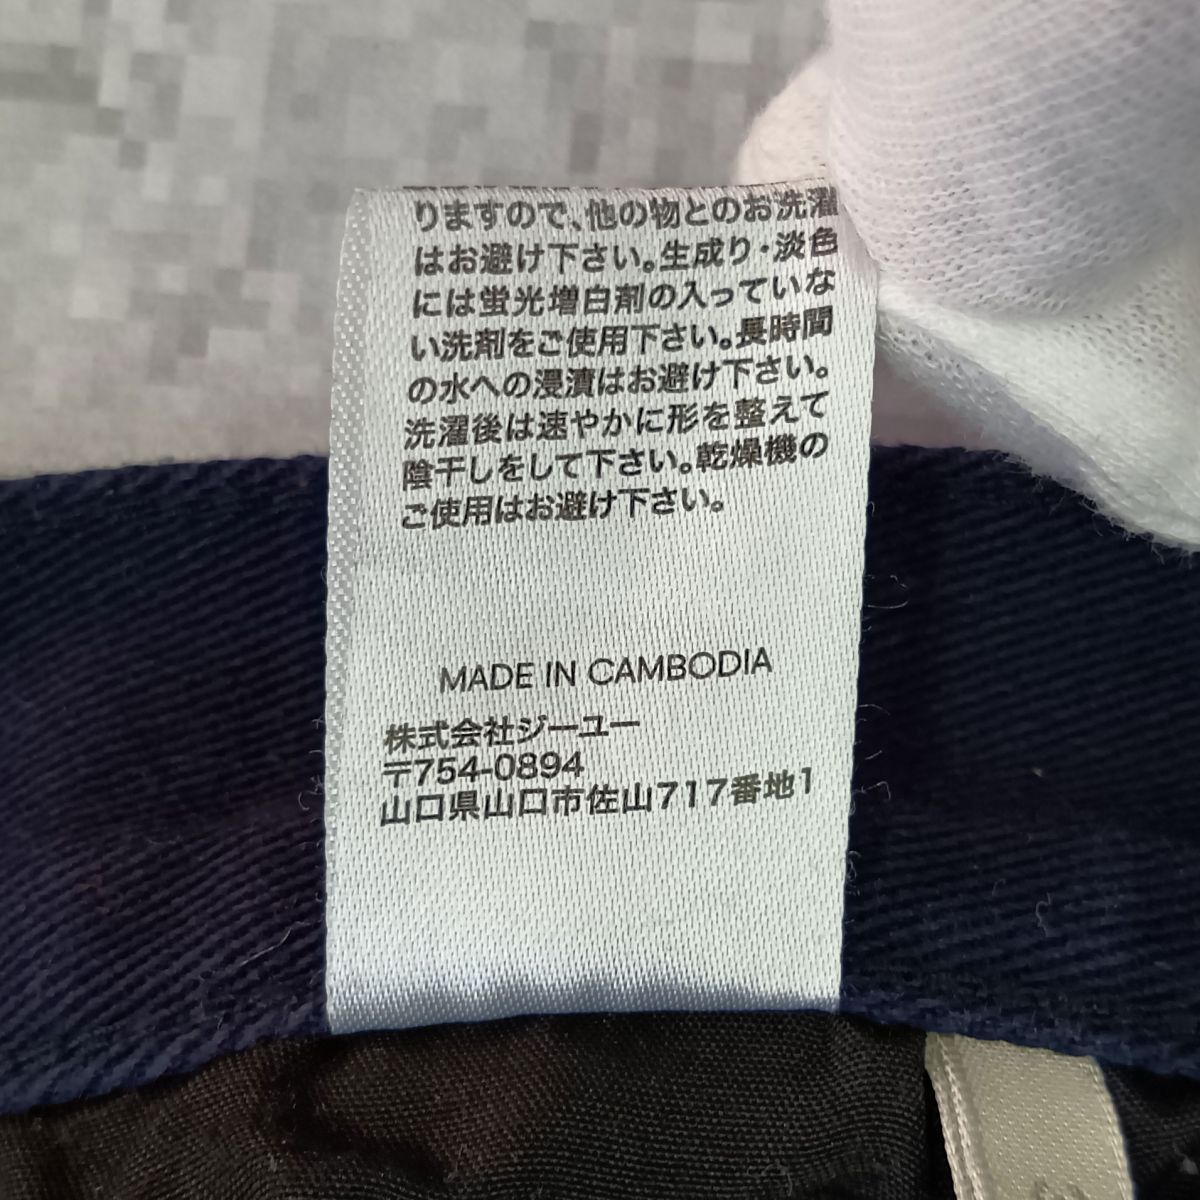 りますので、他の物とのお洗濯
はお避け下さい。生成り・淡色
には蛍光増白剤の入っていな
い洗剤をご使用下さい。長時間
の水への浸漬はお避け下さい。
洗濯後は速やかに形を整えて
陰干しをして下さい。乾燥機の
ご使用はお避け下さい。
MADE IN CAMBODIA
株式会社ジーユー
〒754-0894
山口県山口市佐山717番地1